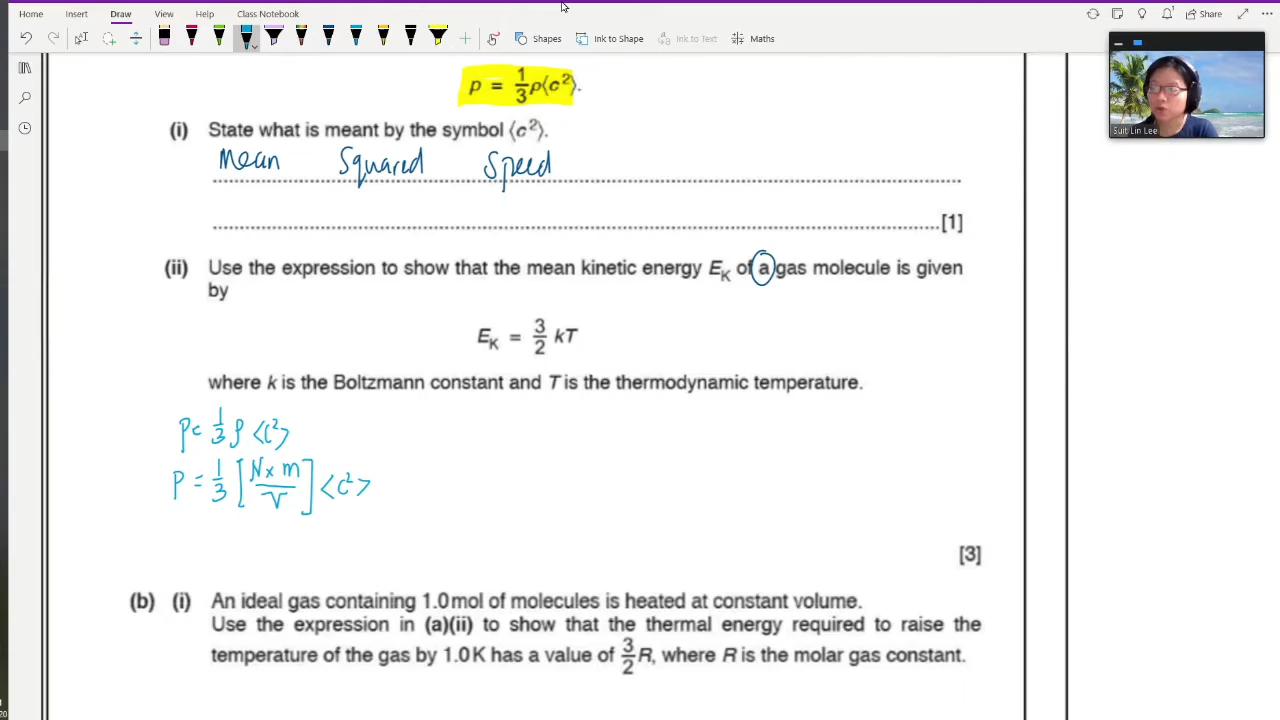 Home Insert Draw View Help Class Notebook Share
Shapes Ink to Shape Ink to Text Maths
Suit Lin Lee
p = 1/3 ρ⟨c²⟩.
(i) State what is meant by the symbol ⟨c²⟩.
Mean Squared Speed
[1]
(ii) Use the expression to show that the mean kinetic energy E_K of a gas molecule is given
by
E_K = 3/2 kT
where k is the Boltzmann constant and T is the thermodynamic temperature.
P = 1/3 ρ <c²>
P = 1/3 [N × m / V] <c²>
[3]
(b) (i) An ideal gas containing 1.0 mol of molecules is heated at constant volume.
Use the expression in (a)(ii) to show that the thermal energy required to raise the
temperature of the gas by 1.0 K has a value of 3/2 R, where R is the molar gas constant.
20